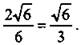 2√6/6 = √6/3.